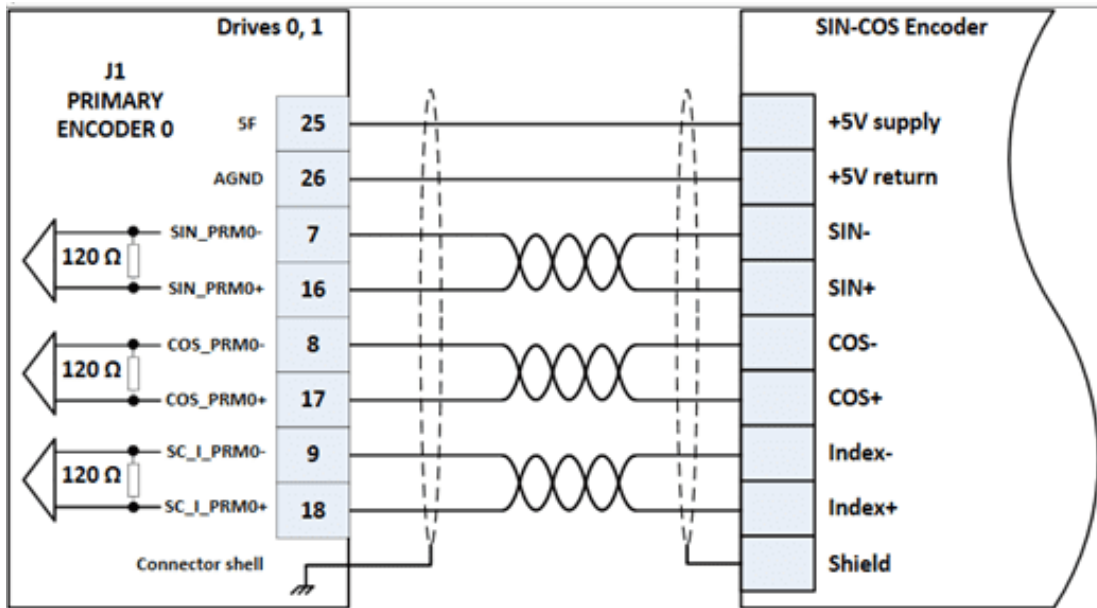 Drives 0, 1
SIN-COS Encoder
J1
PRIMARY
ENCODER 0
5F 25 +5V supply
AGND 26 +5V return
SIN_PRM0- 7 SIN-
120 Ω
SIN_PRM0+ 16 SIN+
COS_PRM0- 8 COS-
120 Ω
COS_PRM0+ 17 COS+
SC_I_PRM0- 9 Index-
120 Ω
SC_I_PRM0+ 18 Index+
Connector shell Shield